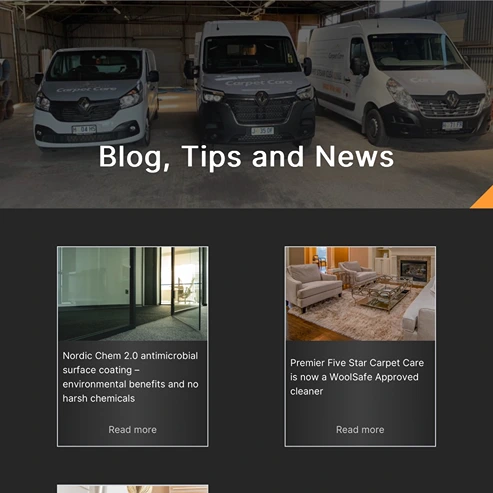 Carpet Care
Carpet Care
Blog, Tips and News
Nordic Chem 2.0 antimicrobial
surface coating –
environmental benefits and no
harsh chemicals
Read more
Premier Five Star Carpet Care
is now a WoolSafe Approved
cleaner
Read more